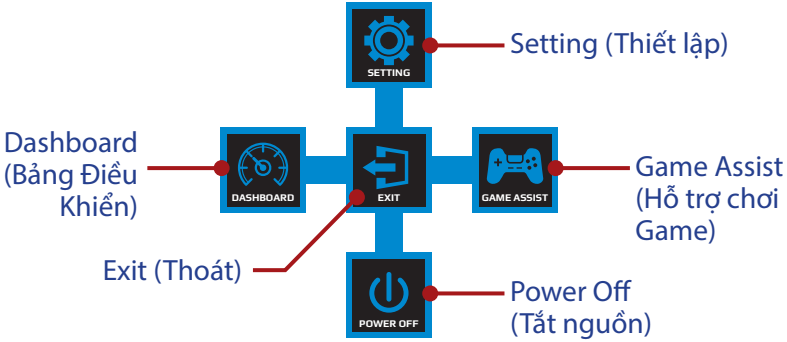 SETTING
Setting (Thiết lập)
Dashboard
(Bảng Điều
Khiển)
DASHBOARD
EXIT
GAME ASSIST
Game Assist
(Hỗ trợ chơi
Game)
Exit (Thoát)
POWER OFF
Power Off
(Tắt nguồn)